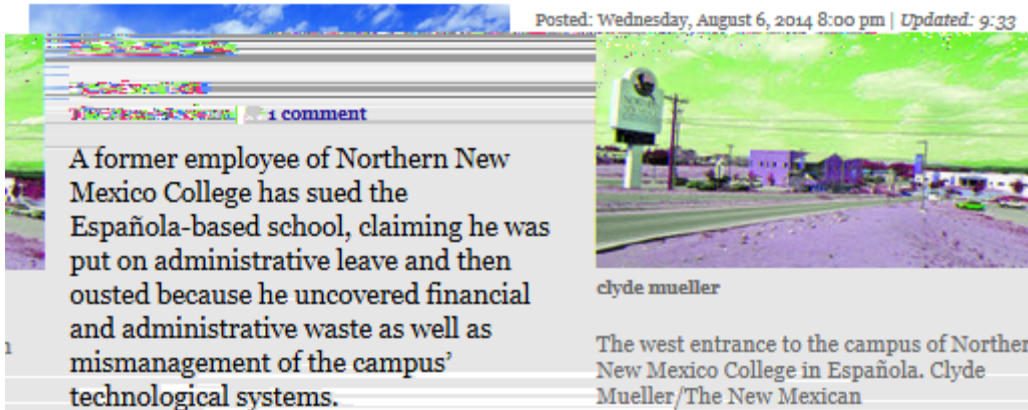 Posted: Wednesday, August 6, 2014 8:00 pm | Updated: 9:33
1 comment
A former employee of Northern New
Mexico College has sued the
Española-based school, claiming he was
put on administrative leave and then
ousted because he uncovered financial
and administrative waste as well as
mismanagement of the campus’
technological systems.
clyde mueller
The west entrance to the campus of Norther
New Mexico College in Española. Clyde
Mueller/The New Mexican